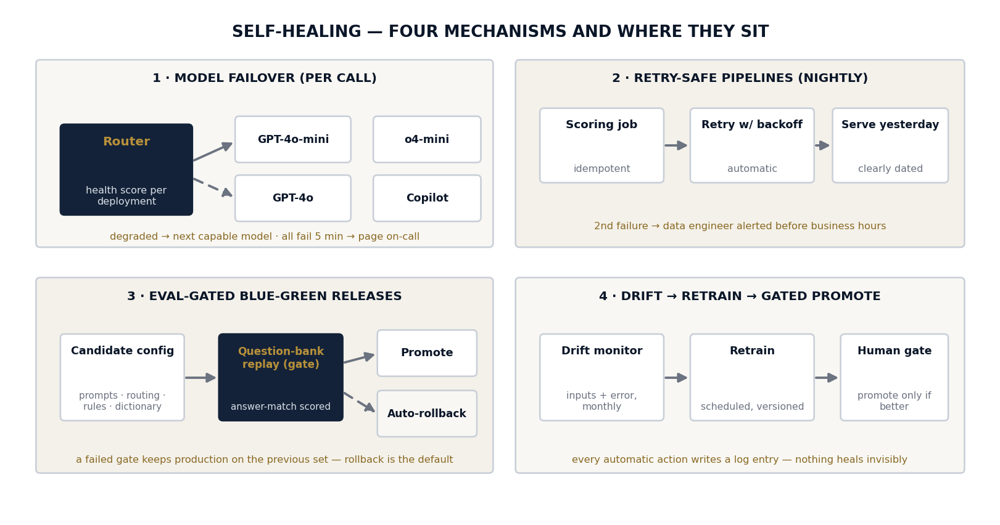 SELF-HEALING — FOUR MECHANISMS AND WHERE THEY SIT
1 · MODEL FAILOVER (PER CALL)
Router
health score per
deployment
GPT-4o-mini
o4-mini
GPT-4o
Copilot
degraded → next capable model · all fail 5 min → page on-call
2 · RETRY-SAFE PIPELINES (NIGHTLY)
Scoring job
idempotent
Retry w/ backoff
automatic
Serve yesterday
clearly dated
2nd failure → data engineer alerted before business hours
3 · EVAL-GATED BLUE-GREEN RELEASES
Candidate config
prompts · routing ·
rules · dictionary
Question-bank
replay (gate)
answer-match scored
Promote
Auto-rollback
a failed gate keeps production on the previous set — rollback is the default
4 · DRIFT → RETRAIN → GATED PROMOTE
Drift monitor
inputs + error,
monthly
Retrain
scheduled, versioned
Human gate
promote only if
better
every automatic action writes a log entry — nothing heals invisibly